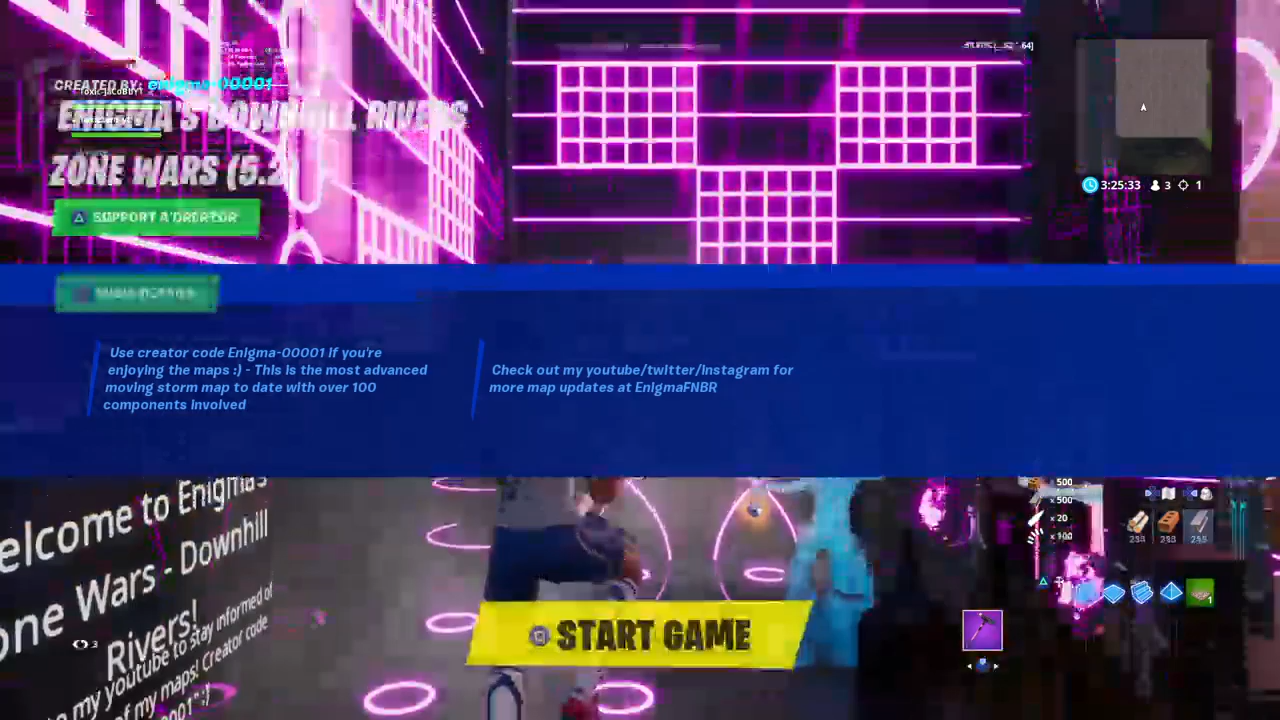 CREATED BY: enigma-00001
ENIGMA'S DOWNHILL RIVERS
ZONE WARS (5.2)
SUPPORT A CREATOR
3:25:33 3 1
Use creator code Enigma-00001 if you're
enjoying the maps :) - This is the most advanced
moving storm map to date with over 100
components involved
Check out my youtube/twitter/instagram for
more map updates at EnigmaFNBR
elcome to Enigma's
one Wars - Downhill
Rivers!
my youtube to stay informed of
of my maps! Creator code
0001" :)
x 500
x 500
x 20
x 100
3
START GAME
1